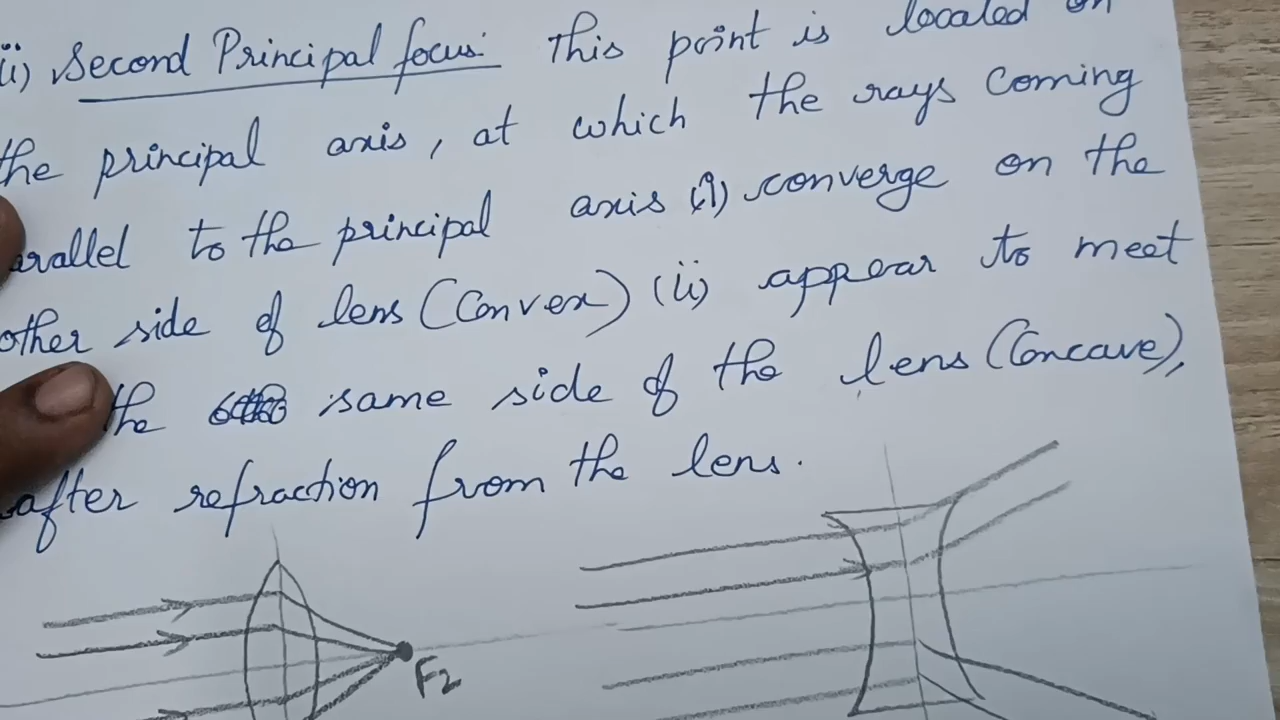 ii) Second Principal focus: This point is located on
the principal axis, at which the rays coming
arallel to the principal axis (i) converge on the
other side of lens (Convex) (ii) appear to meet
the same side of the lens (Concave),
after refraction from the lens.
F2